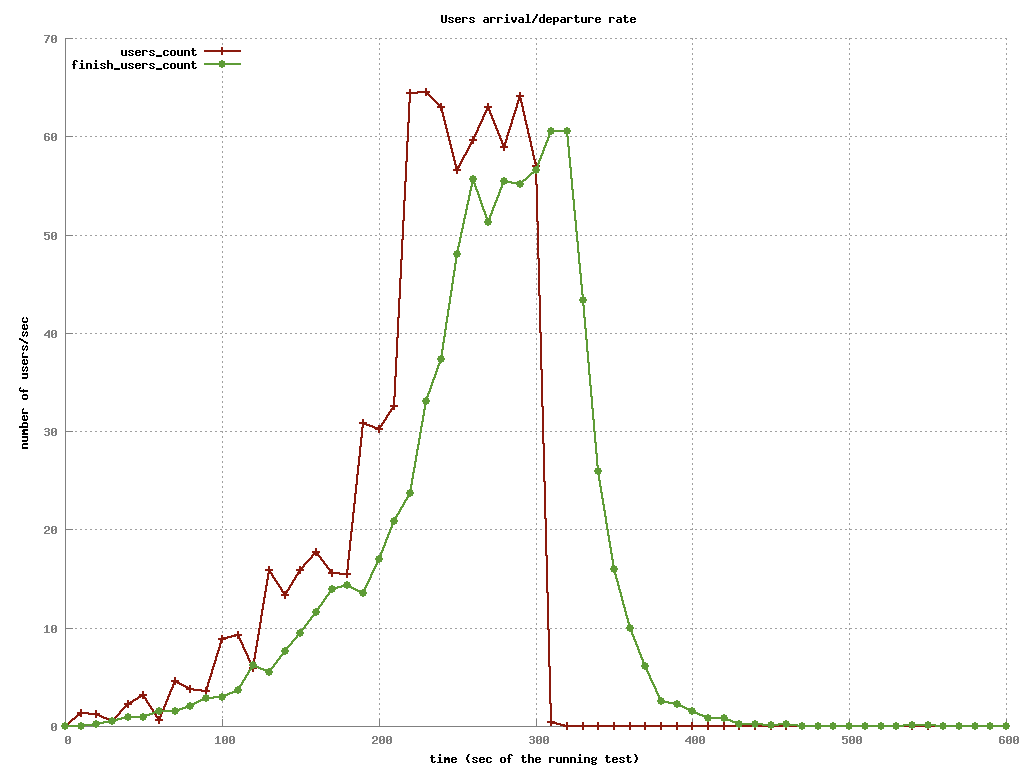 Users arrival/departure rate
users_count
finish_users_count
70
60
50
40
30
20
10
0
number of users/sec
0 100 200 300 400 500 600
time (sec of the running test)